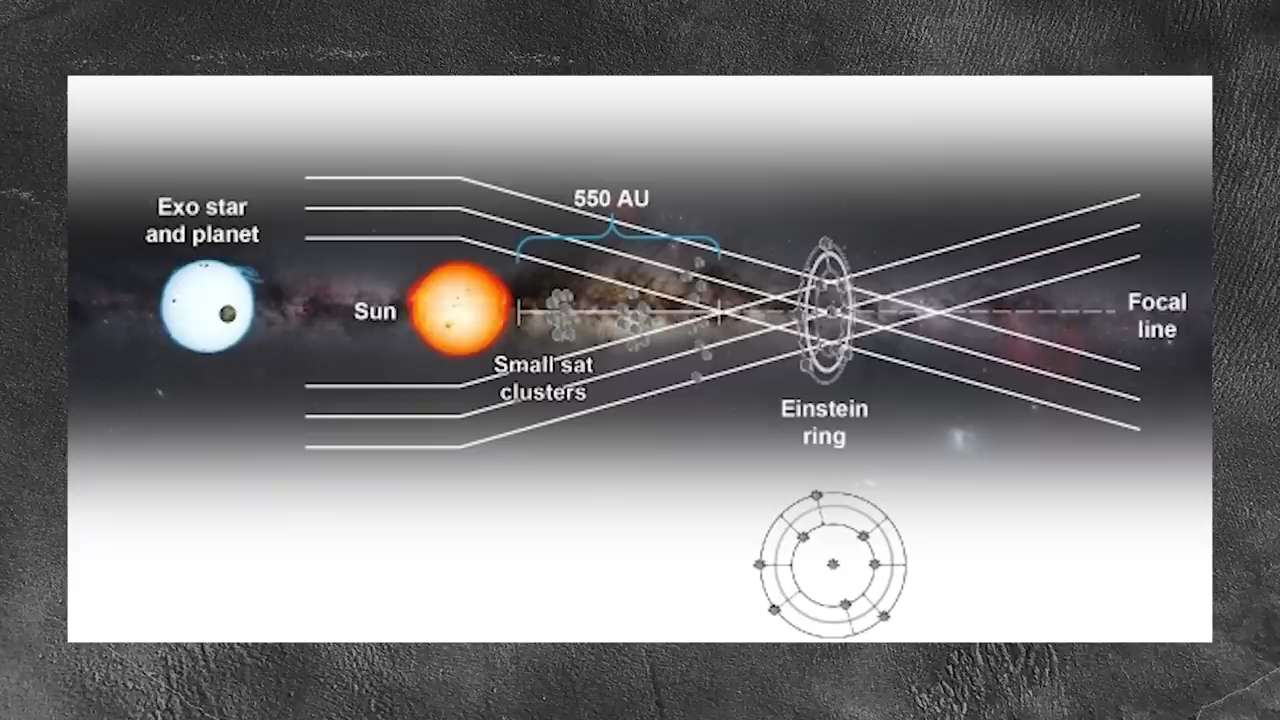 550 AU
Exo star
and planet
Sun
Focal
line
Small sat
clusters
Einstein
ring